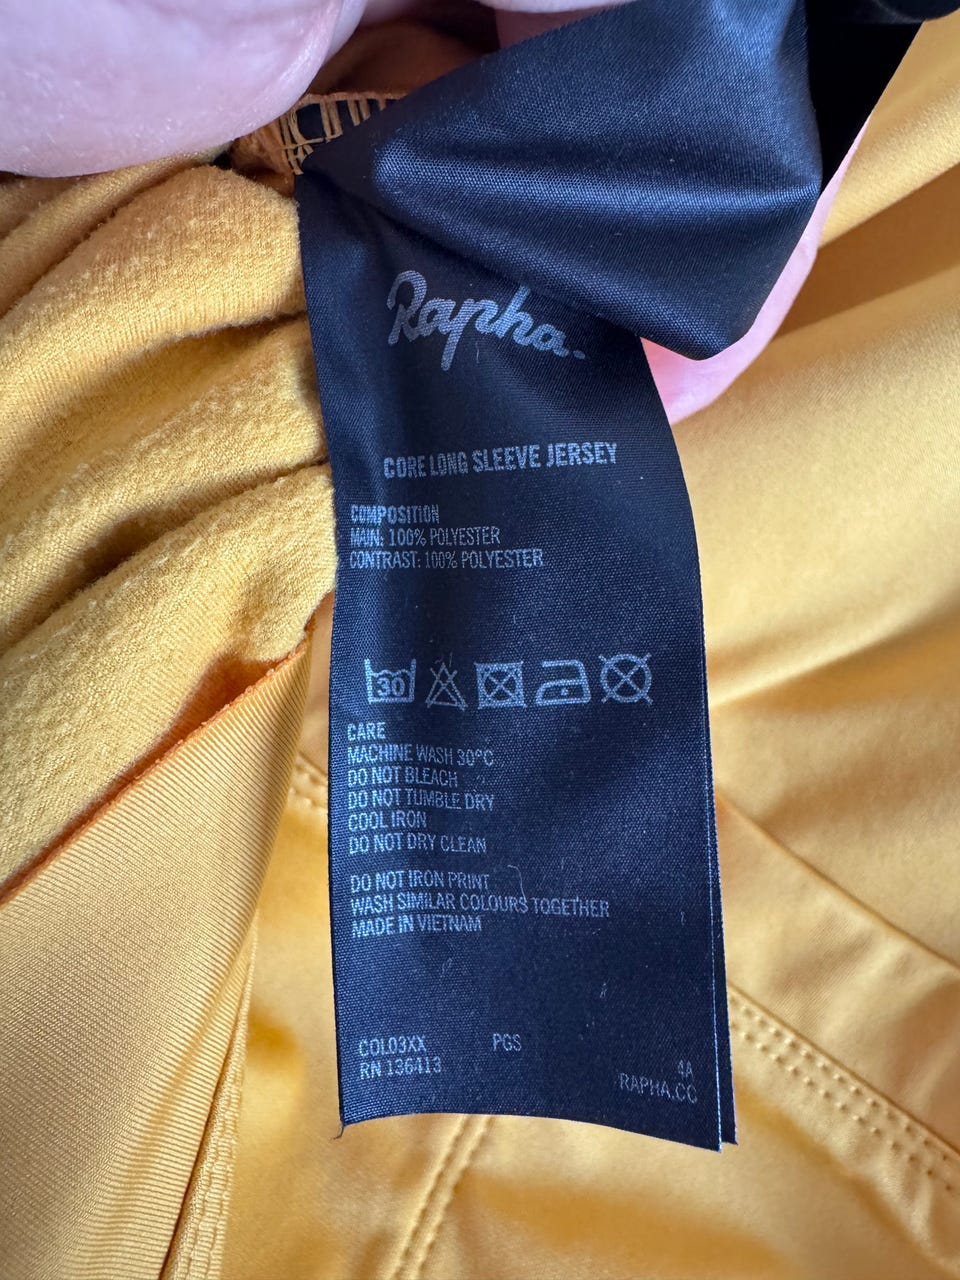 Rapha.
CORE LONG SLEEVE JERSEY
COMPOSITION
MAIN: 100% POLYESTER
CONTRAST: 100% POLYESTER
30
CARE
MACHINE WASH 30°C
DO NOT BLEACH
DO NOT TUMBLE DRY
COOL IRON
DO NOT DRY CLEAN
DO NOT IRON PRINT
WASH SIMILAR COLOURS TOGETHER
MADE IN VIETNAM
COL03XX PGS
RN 136413 4A
RAPHA.CC